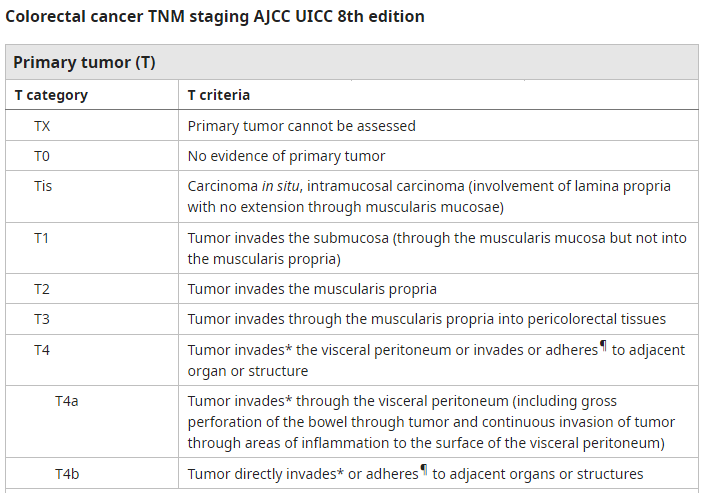 Colorectal cancer TNM staging AJCC UICC 8th edition
Primary tumor (T)
T category T criteria
TX Primary tumor cannot be assessed
T0 No evidence of primary tumor
Tis Carcinoma in situ, intramucosal carcinoma (involvement of lamina propria
with no extension through muscularis mucosae)
T1 Tumor invades the submucosa (through the muscularis mucosa but not into
the muscularis propria)
T2 Tumor invades the muscularis propria
T3 Tumor invades through the muscularis propria into pericolorectal tissues
T4 Tumor invades* the visceral peritoneum or invades or adheres¶ to adjacent
organ or structure
T4a Tumor invades* through the visceral peritoneum (including gross
perforation of the bowel through tumor and continuous invasion of tumor
through areas of inflammation to the surface of the visceral peritoneum)
T4b Tumor directly invades* or adheres¶ to adjacent organs or structures